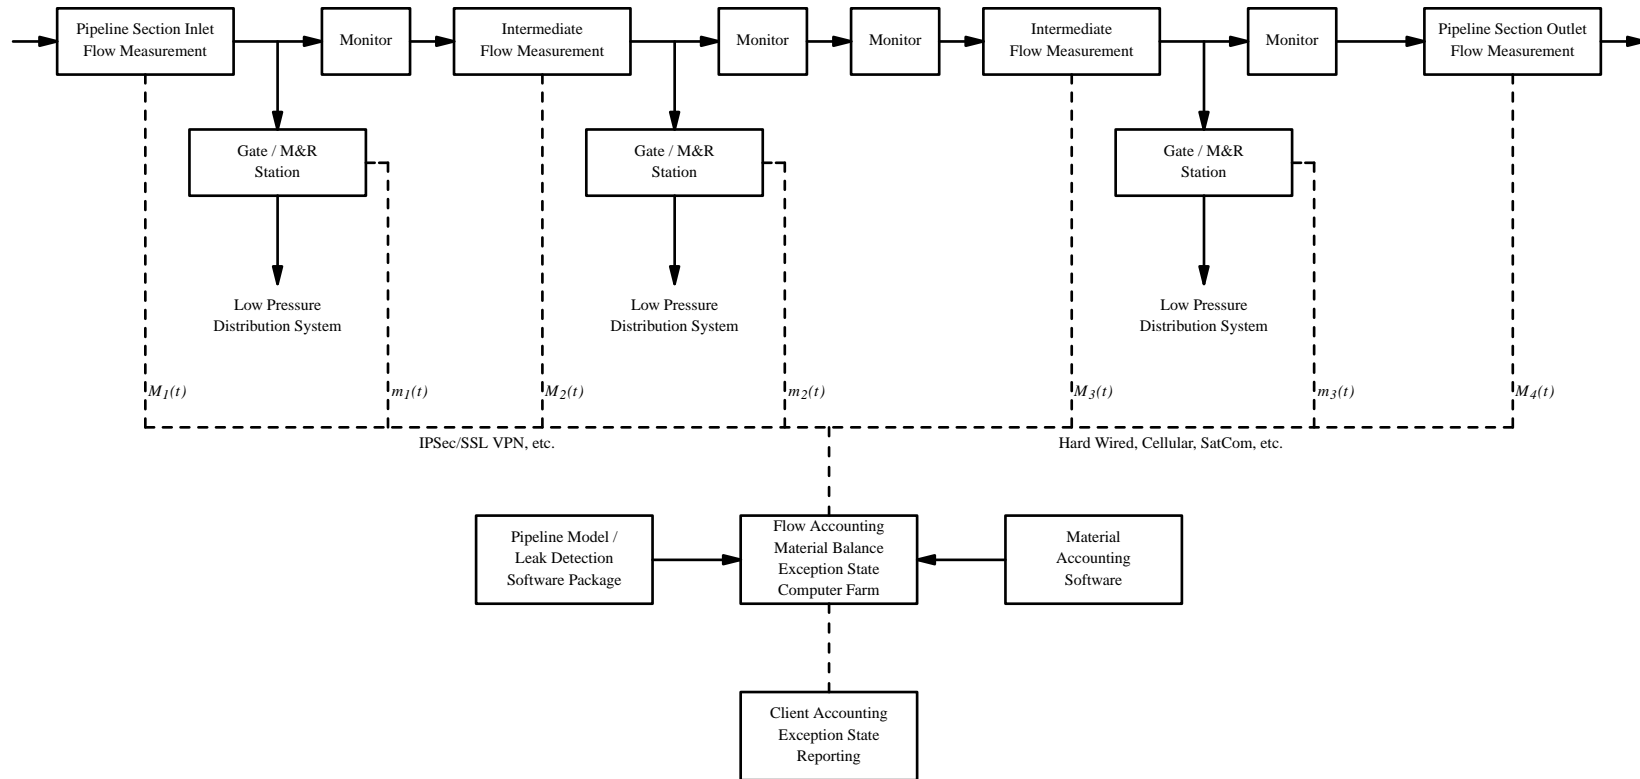 Pipeline Section Inlet
Flow Measurement
Monitor
Intermediate
Flow Measurement
Monitor
Monitor
Intermediate
Flow Measurement
Monitor
Pipeline Section Outlet
Flow Measurement
Gate / M&R
Station
Gate / M&R
Station
Gate / M&R
Station
Low Pressure
Distribution System
Low Pressure
Distribution System
Low Pressure
Distribution System
M1(t)
m1(t)
M2(t)
m2(t)
M3(t)
m3(t)
M4(t)
IPSec/SSL VPN, etc.
Hard Wired, Cellular, SatCom, etc.
Pipeline Model /
Leak Detection
Software Package
Flow Accounting
Material Balance
Exception State
Computer Farm
Material
Accounting
Software
Client Accounting
Exception State
Reporting